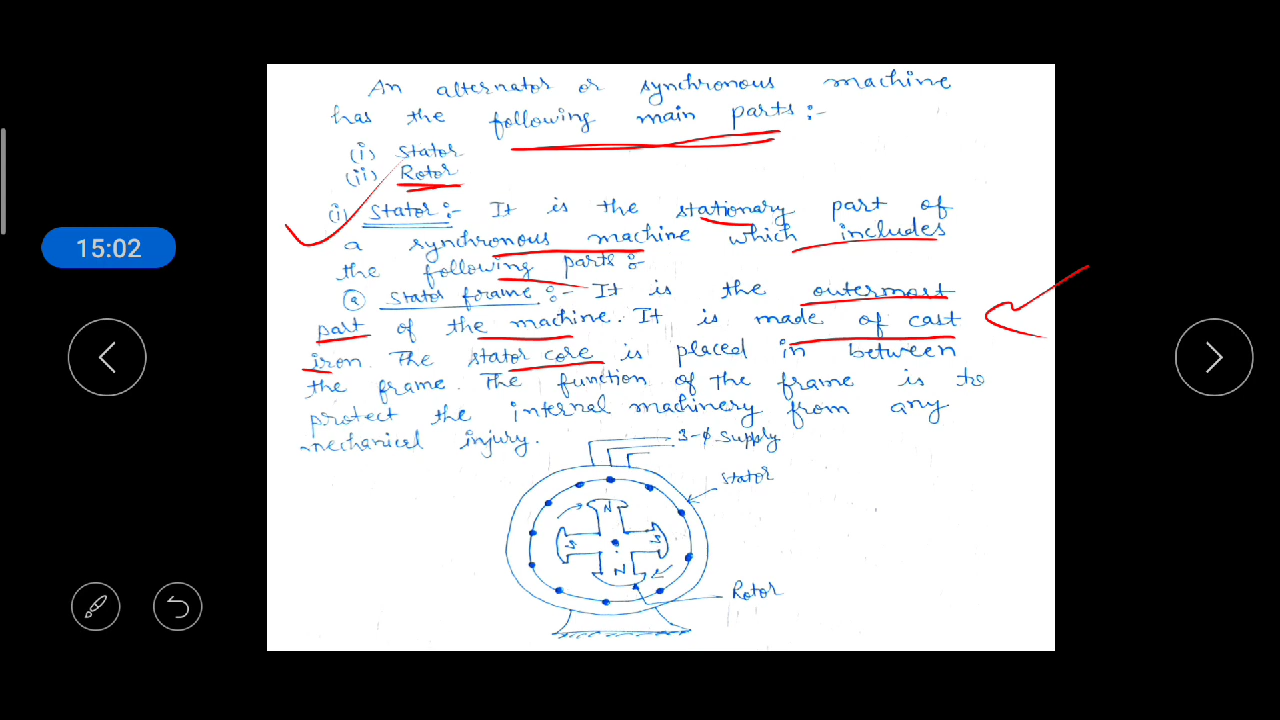 An alternator or synchronous machine
has the following main parts :-
(i) Stator
(ii) Rotor
(i) Stator :- It is the stationary part of
a synchronous machine which includes
the following parts :-
(a) Stator frame :- It is the outermost
part of the machine. It is made of cast
iron. The stator core is placed in between
the frame. The function of the frame is to
protect the internal machinery from any
mechanical injury.
3-φ Supply
Stator
N
S
S
N
Rotor
15:02